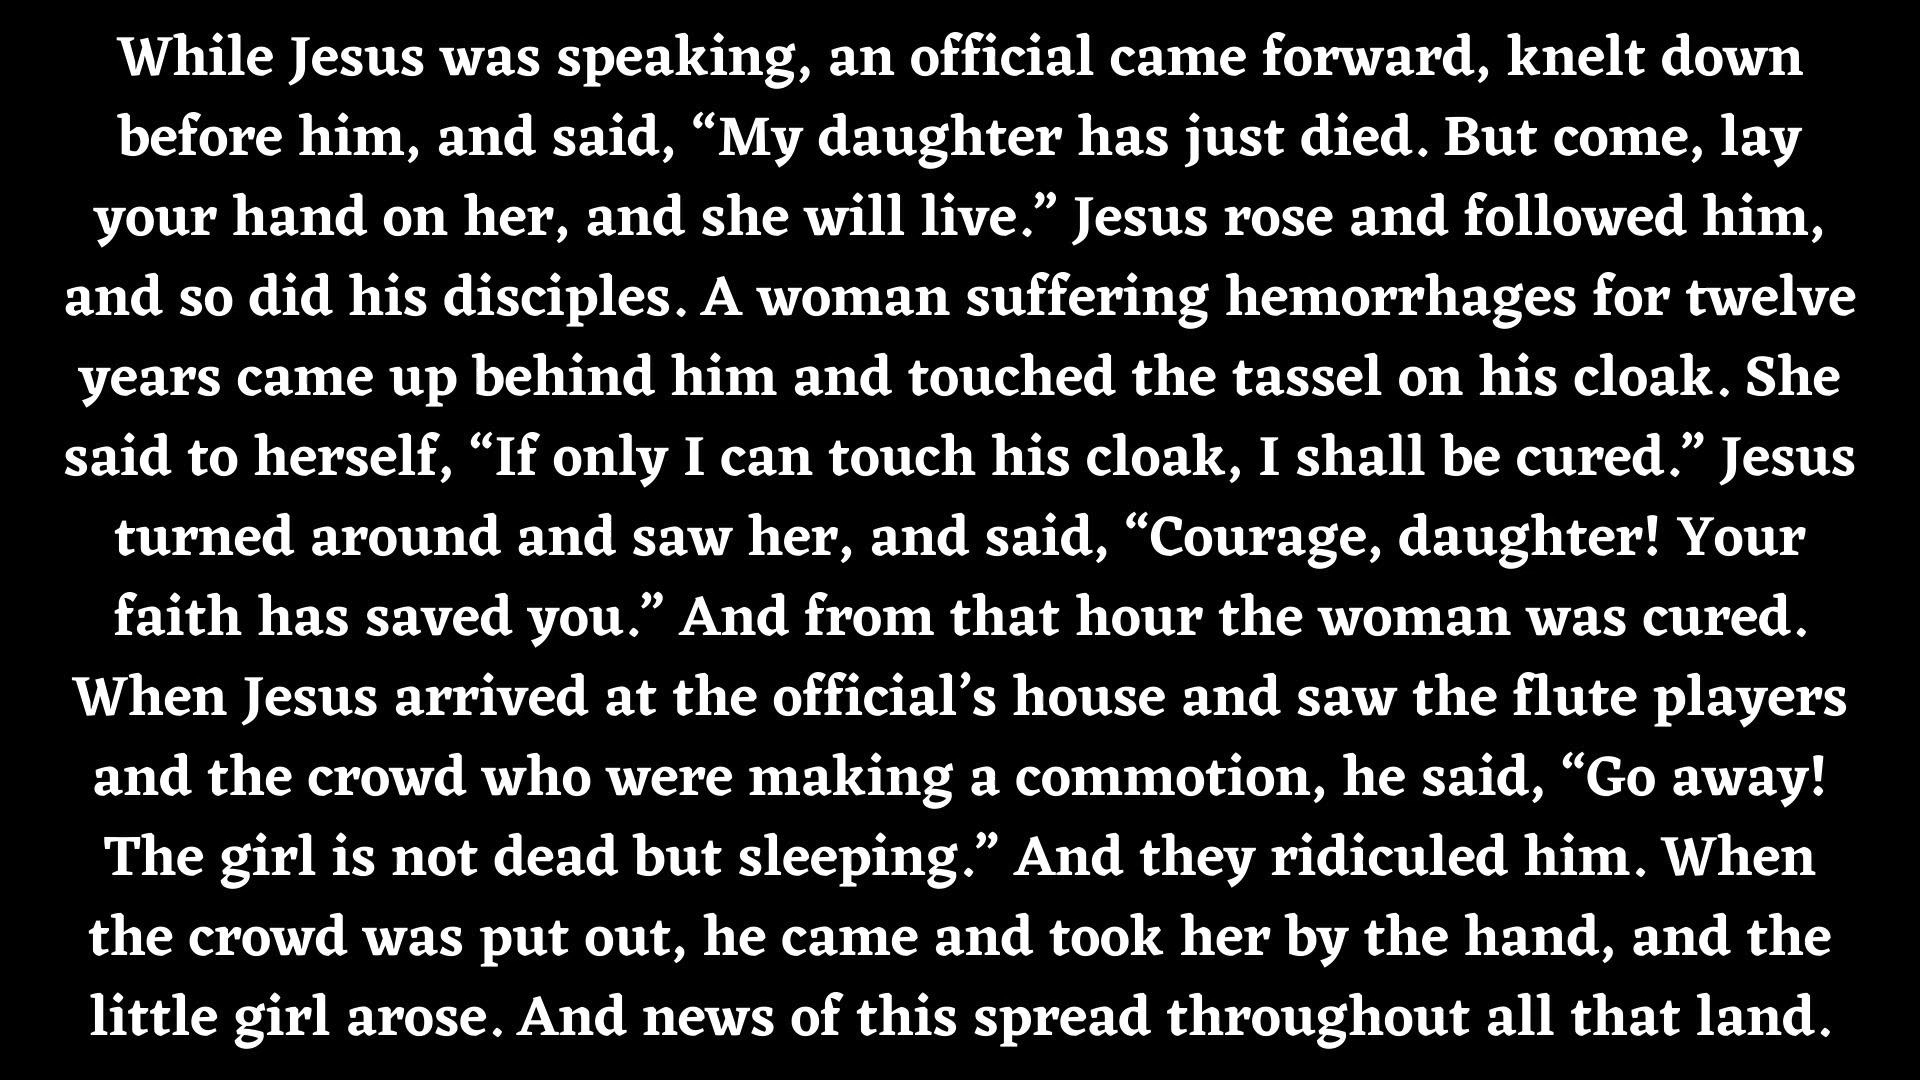 While Jesus was speaking, an official came forward, knelt down
before him, and said, “My daughter has just died. But come, lay
your hand on her, and she will live.” Jesus rose and followed him,
and so did his disciples. A woman suffering hemorrhages for twelve
years came up behind him and touched the tassel on his cloak. She
said to herself, “If only I can touch his cloak, I shall be cured.” Jesus
turned around and saw her, and said, “Courage, daughter! Your
faith has saved you.” And from that hour the woman was cured.
When Jesus arrived at the official’s house and saw the flute players
and the crowd who were making a commotion, he said, “Go away!
The girl is not dead but sleeping.” And they ridiculed him. When
the crowd was put out, he came and took her by the hand, and the
little girl arose. And news of this spread throughout all that land.